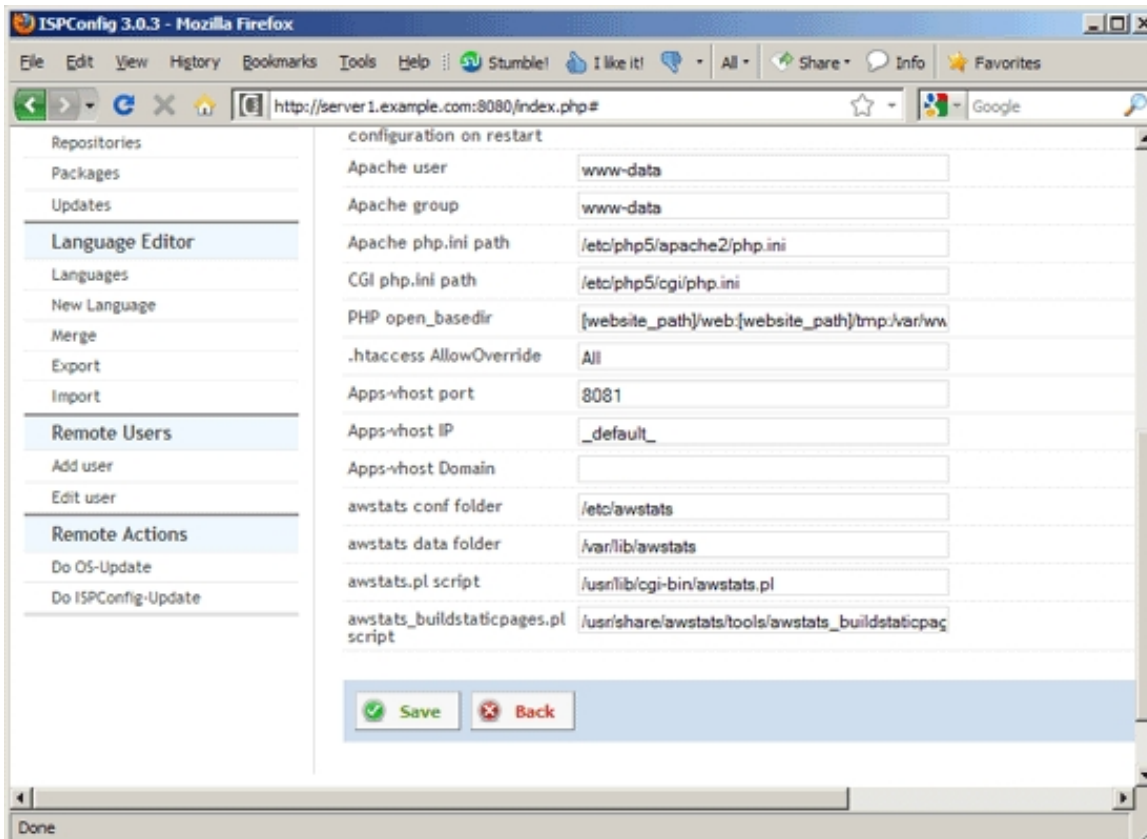 ISPConfig 3.0.3 - Mozilla Firefox
File Edit View History Bookmarks Tools Help Stumble! I like it! All Share Info Favorites
http://server1.example.com:8080/index.php# Google
Repositories
Packages
Updates
Language Editor
Languages
New Language
Merge
Export
Import
Remote Users
Add user
Edit user
Remote Actions
Do OS-Update
Do ISPConfig-Update
configuration on restart
Apache user www-data
Apache group www-data
Apache php.ini path /etc/php5/apache2/php.ini
CGI php.ini path /etc/php5/cgi/php.ini
PHP open_basedir [website_path]/web:[website_path]/tmp:/var/ww
.htaccess AllowOverride All
Apps-vhost port 8081
Apps-vhost IP _default_
Apps-vhost Domain
awstats conf folder /etc/awstats
awstats data folder /var/lib/awstats
awstats.pl script /usr/lib/cgi-bin/awstats.pl
awstats_buildstaticpages.pl /usr/share/awstats/tools/awstats_buildstaticpag
script
Save Back
Done